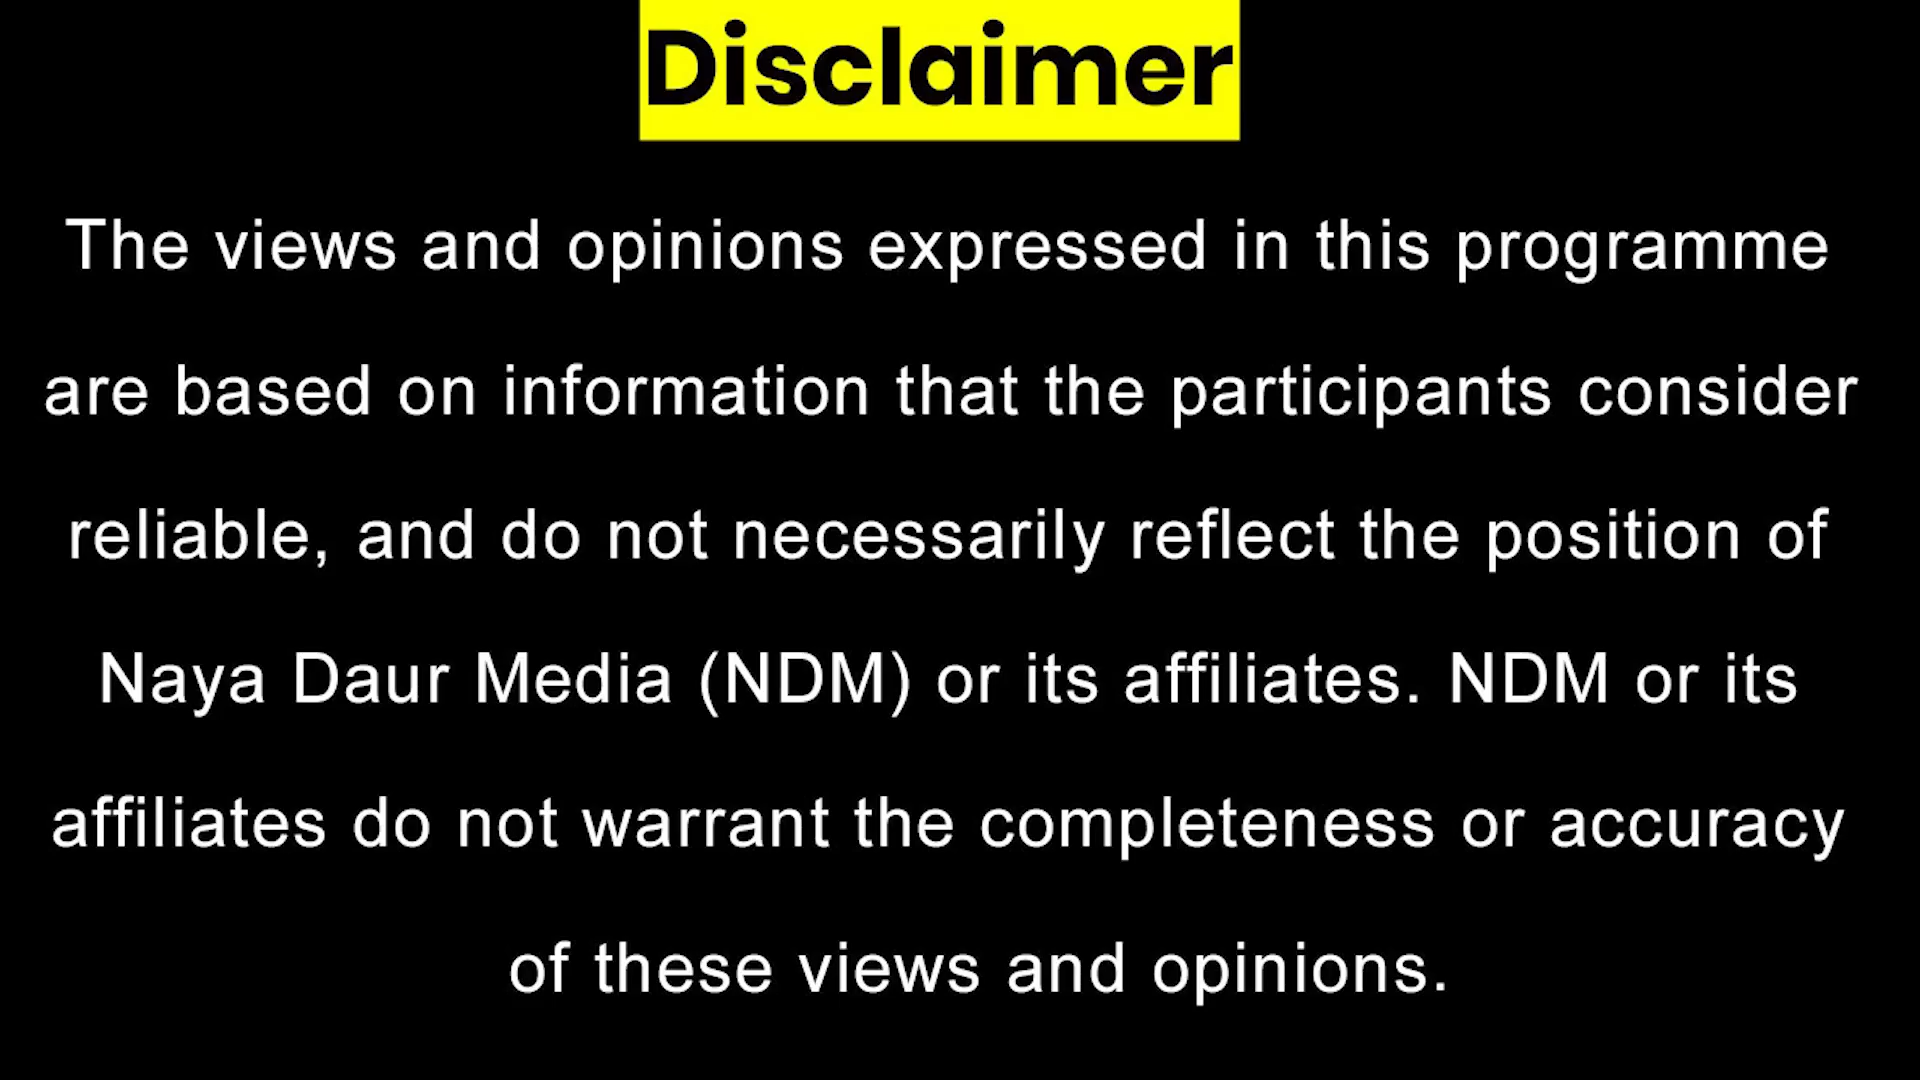 Disclaimer
The views and opinions expressed in this programme
are based on information that the participants consider
reliable, and do not necessarily reflect the position of
Naya Daur Media (NDM) or its affiliates. NDM or its
affiliates do not warrant the completeness or accuracy
of these views and opinions.